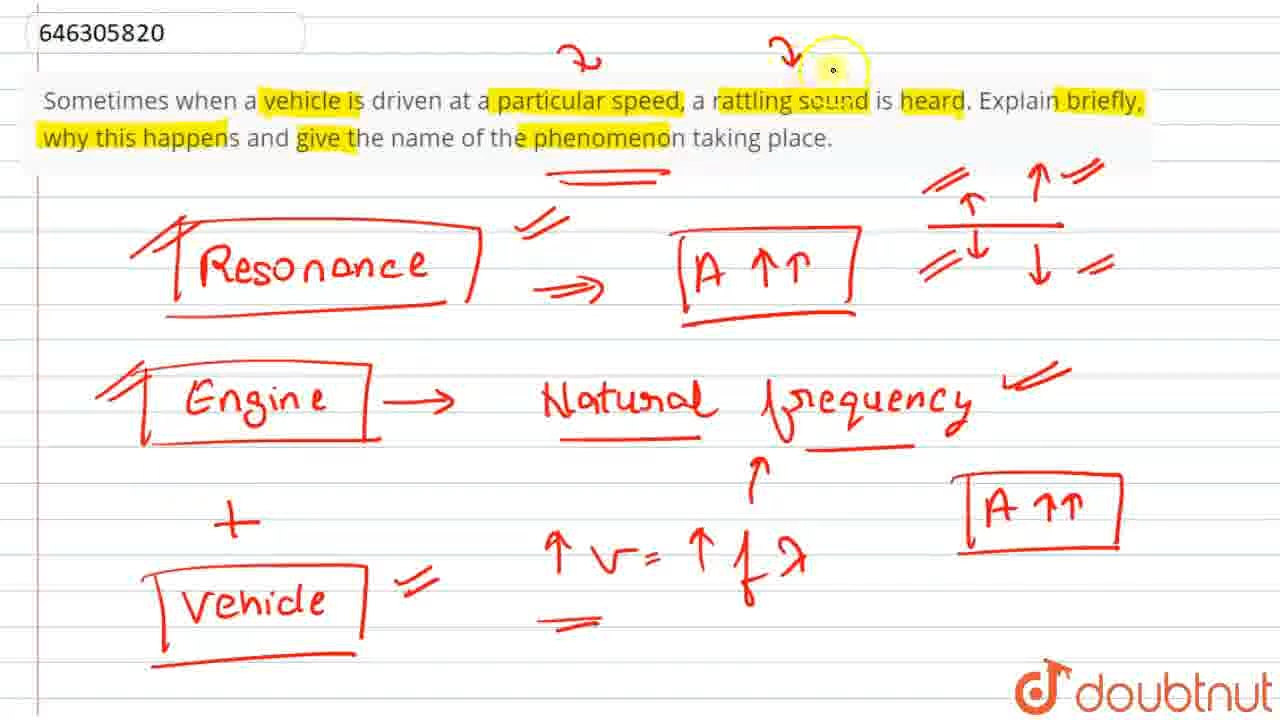 646305820
Sometimes when a vehicle is driven at a particular speed, a rattling sound is heard. Explain briefly,
why this happens and give the name of the phenomenon taking place.
Resonance
A ↑↑
Engine → Natural frequency
A ↑↑
+
↑ v = ↑ f λ
Vehicle
doubtnut